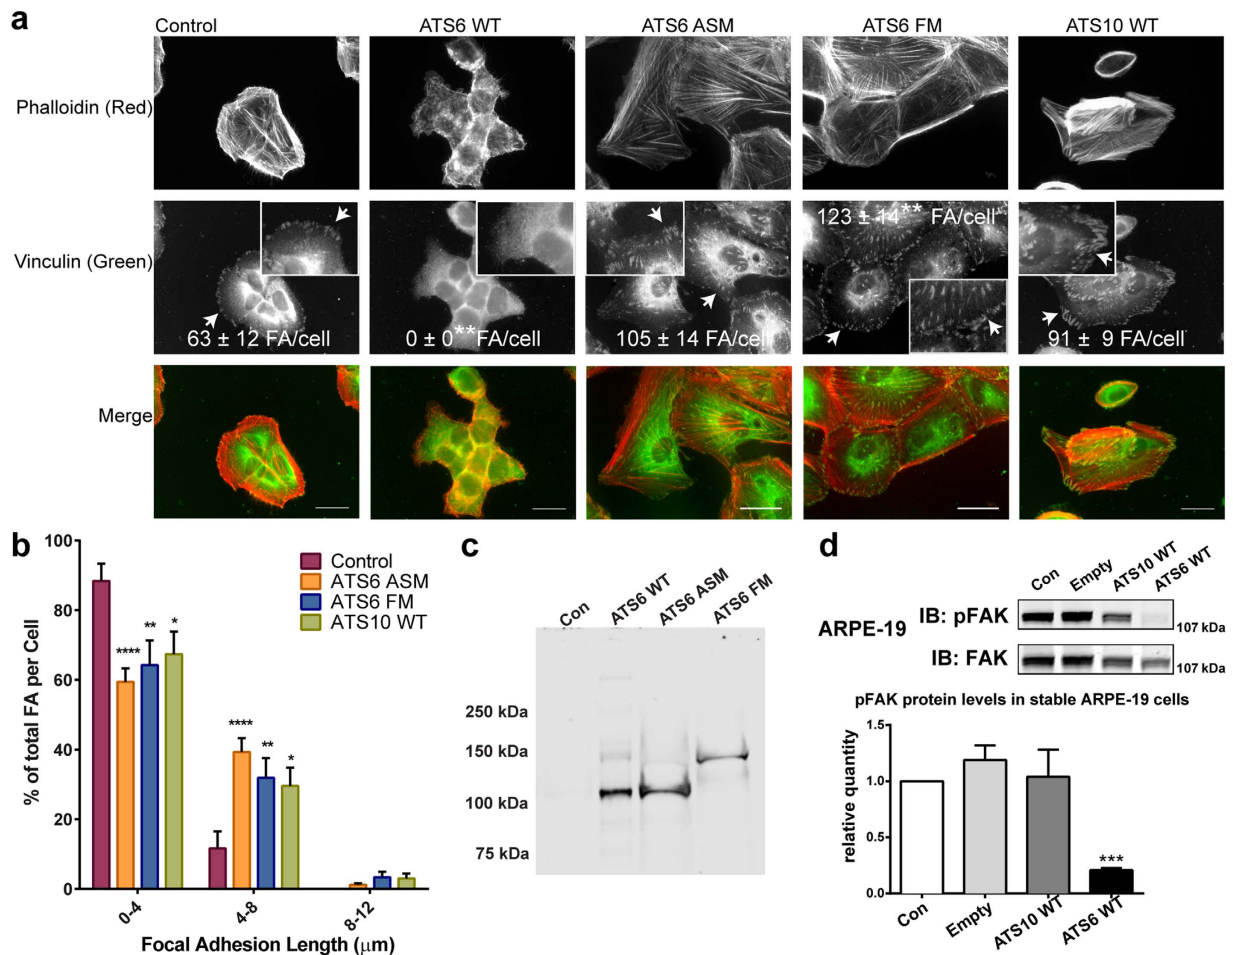 a
Control
ATS6 WT
ATS6 ASM
ATS6 FM
ATS10 WT
Phalloidin (Red)
Vinculin (Green)
63 ± 12 FA/cell
0 ± 0** FA/cell
105 ± 14 FA/cell
123 ± 14** FA/cell
91 ± 9 FA/cell
Merge
b
100
80
60
40
20
0
% of total FA per Cell
Control
ATS6 ASM
ATS6 FM
ATS10 WT
****
**
*
****
**
*
0-4
4-8
8-12
Focal Adhesion Length (μm)
c
Con
ATS6 WT
ATS6 ASM
ATS6 FM
250 kDa
150 kDa
100 kDa
75 kDa
d
Con
Empty
ATS10 WT
ATS6 WT
ARPE-19
IB: pFAK
107 kDa
IB: FAK
107 kDa
pFAK protein levels in stable ARPE-19 cells
relative quantity
1.5
1.0
0.5
0.0
***
Con
Empty
ATS10 WT
ATS6 WT